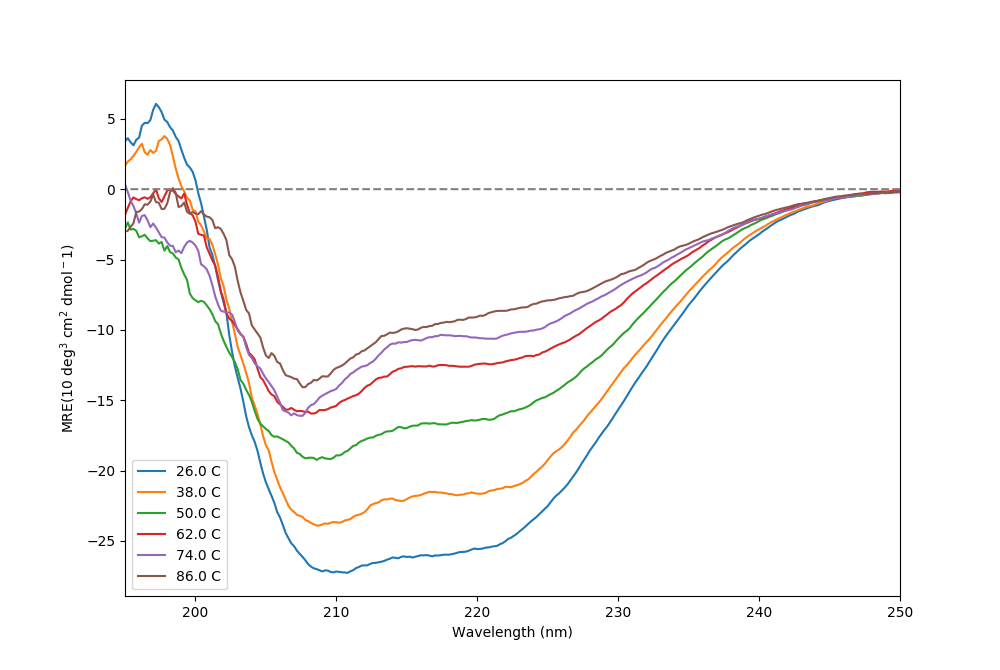 MRE(10 deg³ cm² dmol⁻1)
5
0
−5
−10
−15
−20
−25
26.0 C
38.0 C
50.0 C
62.0 C
74.0 C
86.0 C
200
210
220
230
240
250
Wavelength (nm)